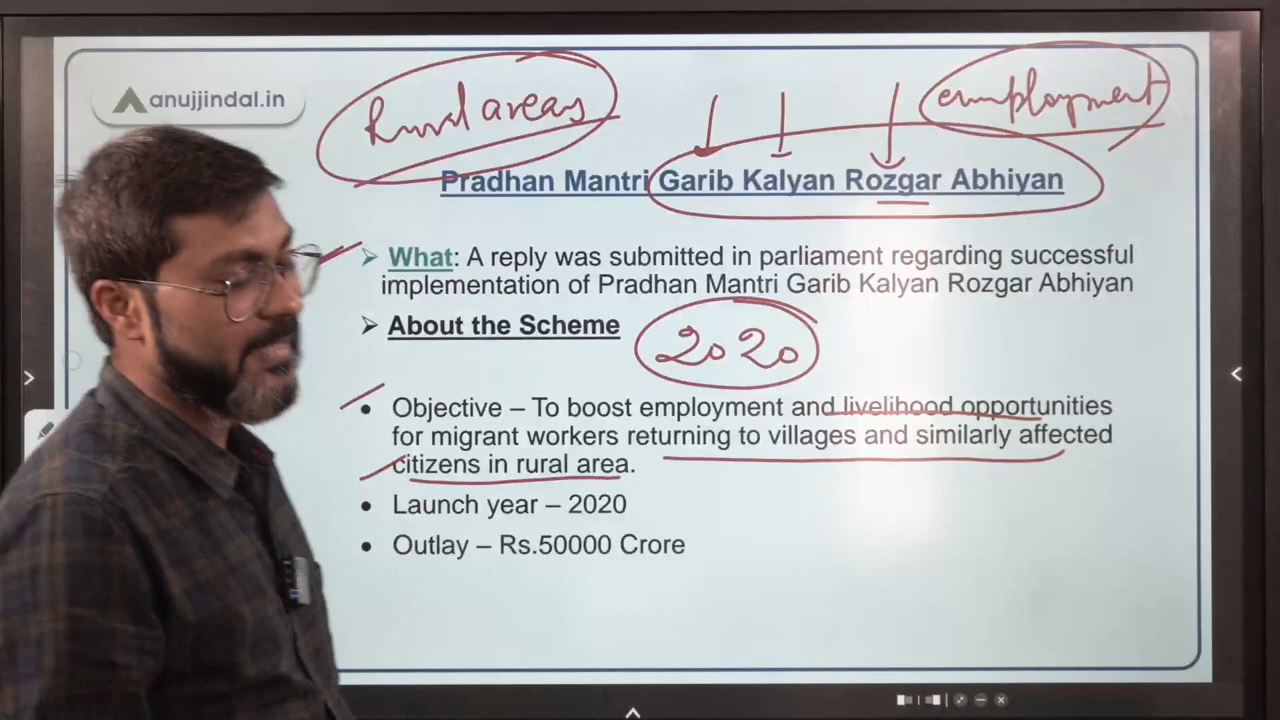 anujjindal.in
Rural areas
employment
Pradhan Mantri Garib Kalyan Rozgar Abhiyan
What: A reply was submitted in parliament regarding successful
implementation of Pradhan Mantri Garib Kalyan Rozgar Abhiyan
About the Scheme
2020
Objective – To boost employment and livelihood opportunities
for migrant workers returning to villages and similarly affected
citizens in rural area.
Launch year – 2020
Outlay – Rs.50000 Crore